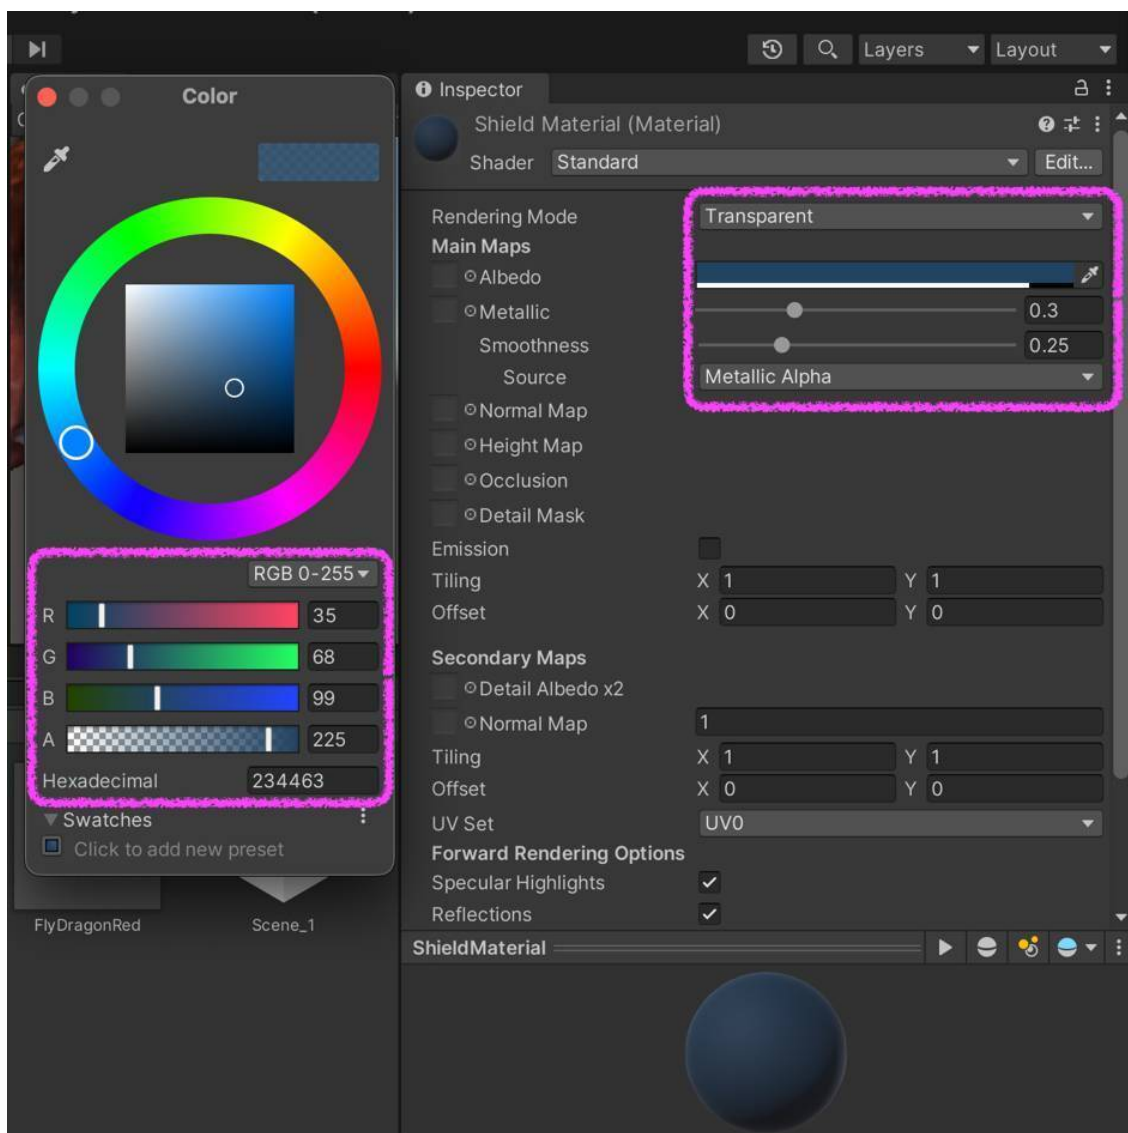 Layers
Layout
Color
Inspector
Shield Material (Material)
Shader Standard Edit...
Rendering Mode Transparent
Main Maps
Albedo
Metallic 0.3
Smoothness 0.25
Source Metallic Alpha
Normal Map
Height Map
Occlusion
Detail Mask
Emission
Tiling X 1 Y 1
Offset X 0 Y 0
Secondary Maps
Detail Albedo x2
Normal Map 1
Tiling X 1 Y 1
Offset X 0 Y 0
UV Set UV0
Forward Rendering Options
Specular Highlights
Reflections
RGB 0-255
R 35
G 68
B 99
A 225
Hexadecimal 234463
Swatches
Click to add new preset
FlyDragonRed
Scene_1
ShieldMaterial